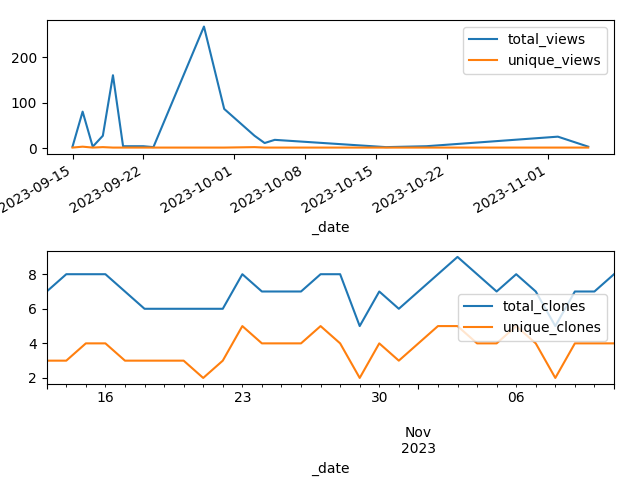 total_views
unique_views
200
100
0
2023-09-15
2023-09-22
2023-10-01
2023-10-08
2023-10-15
2023-10-22
2023-11-01
_date
8
6
4
2
total_clones
unique_clones
16 23 30 06
Nov
2023
_date